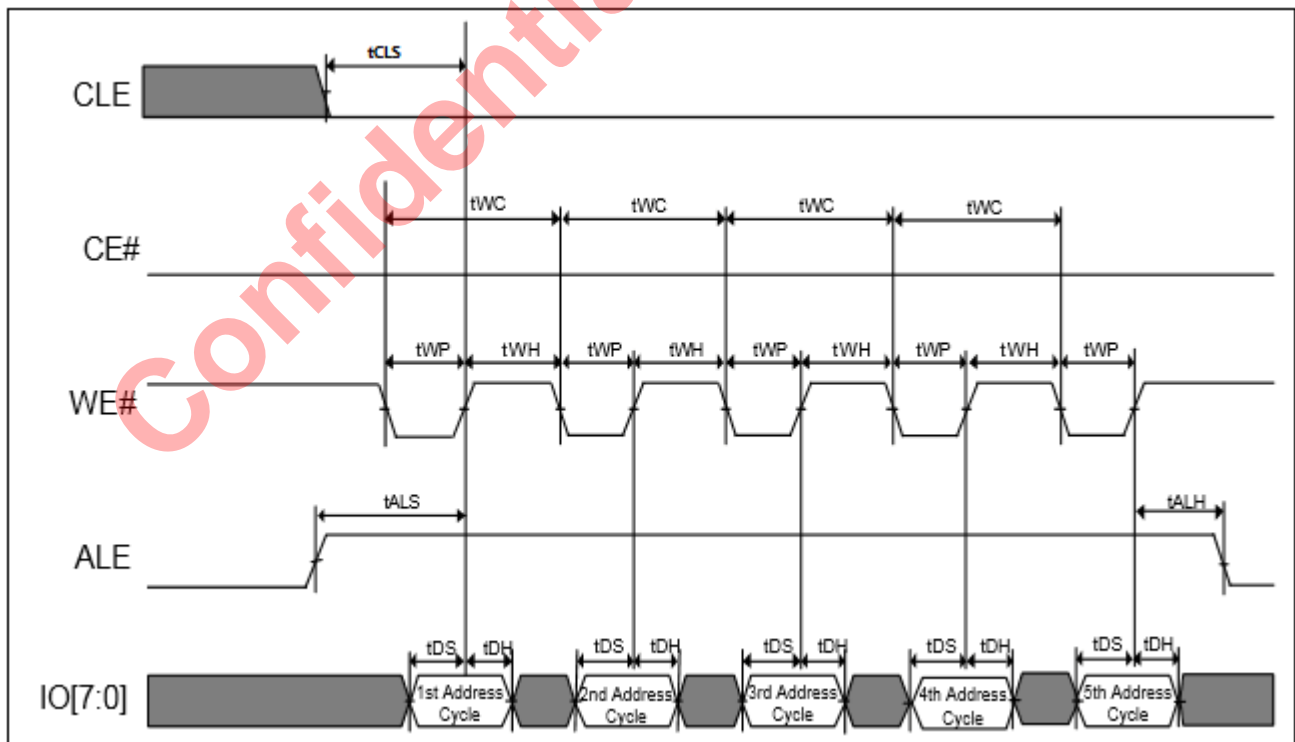 Confidential
tCLS
CLE
tWC tWC tWC tWC
CE#
tWP tWH tWP tWH tWP tWH tWP tWH tWP
WE#
tALS tALH
ALE
tDS tDH tDS tDH tDS tDH tDS tDH tDS tDH
IO[7:0]
1st Address 2nd Address 3rd Address 4th Address 5th Address
Cycle Cycle Cycle Cycle Cycle